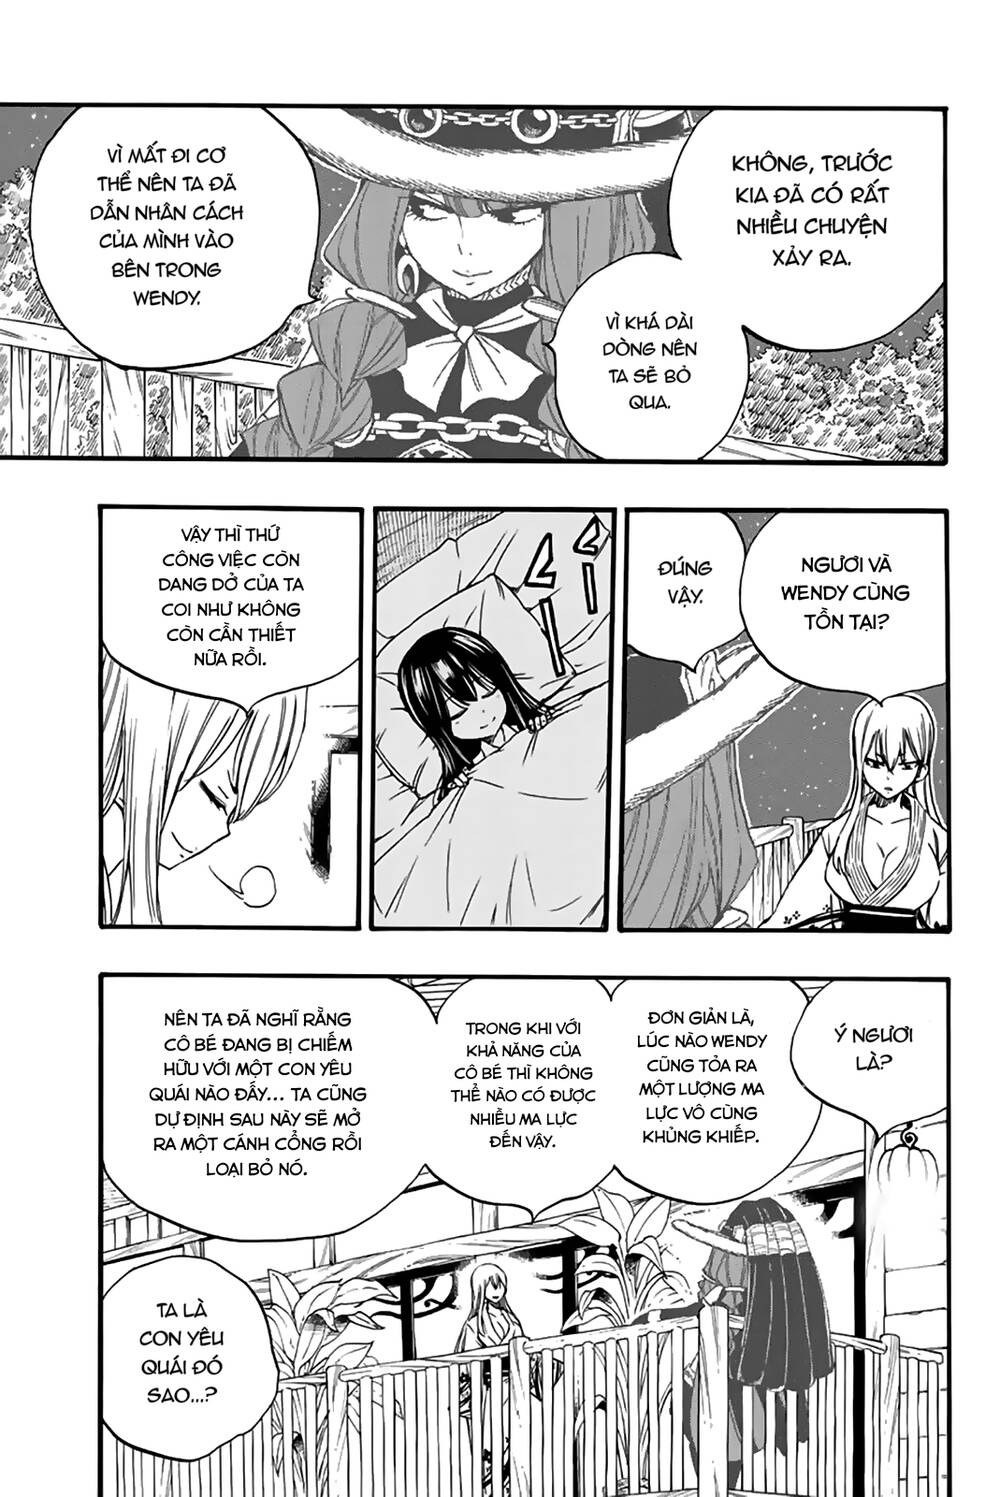 KHÔNG, TRƯỚC
KIA ĐÃ CÓ RẤT
NHIỀU CHUYỆN
XẢY RA.
VÌ KHÁ DÀI
DÒNG NÊN
TA SẼ BỎ
QUA.
VÌ MẤT ĐI CƠ
THỂ NÊN TA ĐÃ
DẪN NHÂN CÁCH
CỦA MÌNH VÀO
BÊN TRONG
WENDY.
NGƯƠI VÀ
WENDY CÙNG
TỒN TẠI?
ĐÚNG
VẬY.
VẬY THÌ THỨ
CÔNG VIỆC CÒN
DANG DỞ CỦA TA
COI NHƯ KHÔNG
CÒN CẦN THIẾT
NỮA RỒI.
Ý NGƯƠI
LÀ?
ĐƠN GIẢN LÀ,
LÚC NÀO WENDY
CŨNG TỎA RA
MỘT LƯỢNG MA
LỰC VÔ CÙNG
KHỦNG KHIẾP.
TRONG KHI VỚI
KHẢ NĂNG CỦA
CÔ BÉ THÌ KHÔNG
THỂ NÀO CÓ ĐƯỢC
NHIỀU MA LỰC
ĐẾN VẬY.
NÊN TA ĐÃ NGHĨ RẰNG
CÔ BÉ ĐANG BỊ CHIẾM
HỮU VỚI MỘT CON YÊU
QUÁI NÀO ĐẤY... TA CŨNG
DỰ ĐỊNH SAU NÀY SẼ MỞ
RA MỘT CÁNH CỔNG RỒI
LOẠI BỎ NÓ.
TA LÀ
CON YÊU
QUÁI ĐÓ
SAO...?